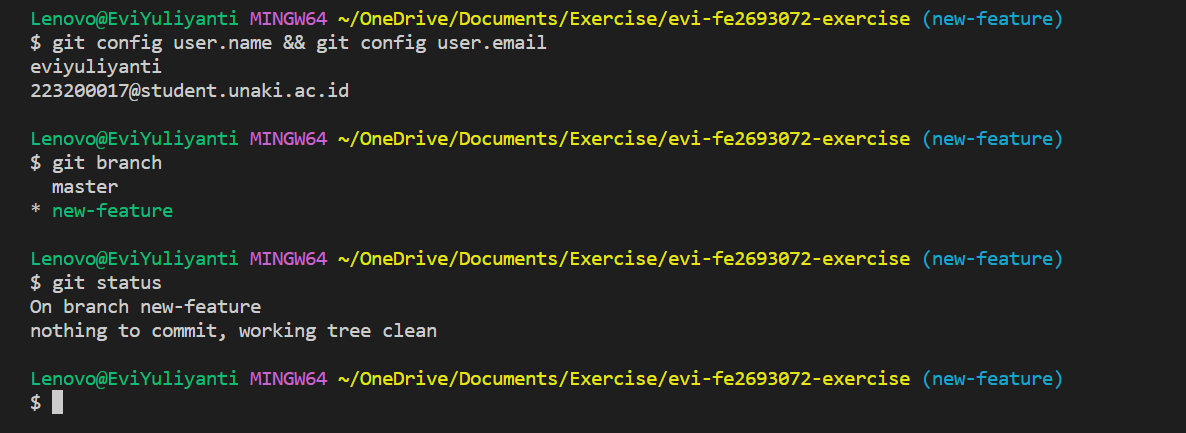 Lenovo@EviYuliyanti MINGW64 ~/OneDrive/Documents/Exercise/evi-fe2693072-exercise (new-feature)
$ git config user.name && git config user.email
eviyuliyanti
223200017@student.unaki.ac.id
Lenovo@EviYuliyanti MINGW64 ~/OneDrive/Documents/Exercise/evi-fe2693072-exercise (new-feature)
$ git branch
  master
* new-feature
Lenovo@EviYuliyanti MINGW64 ~/OneDrive/Documents/Exercise/evi-fe2693072-exercise (new-feature)
$ git status
On branch new-feature
nothing to commit, working tree clean
Lenovo@EviYuliyanti MINGW64 ~/OneDrive/Documents/Exercise/evi-fe2693072-exercise (new-feature)
$